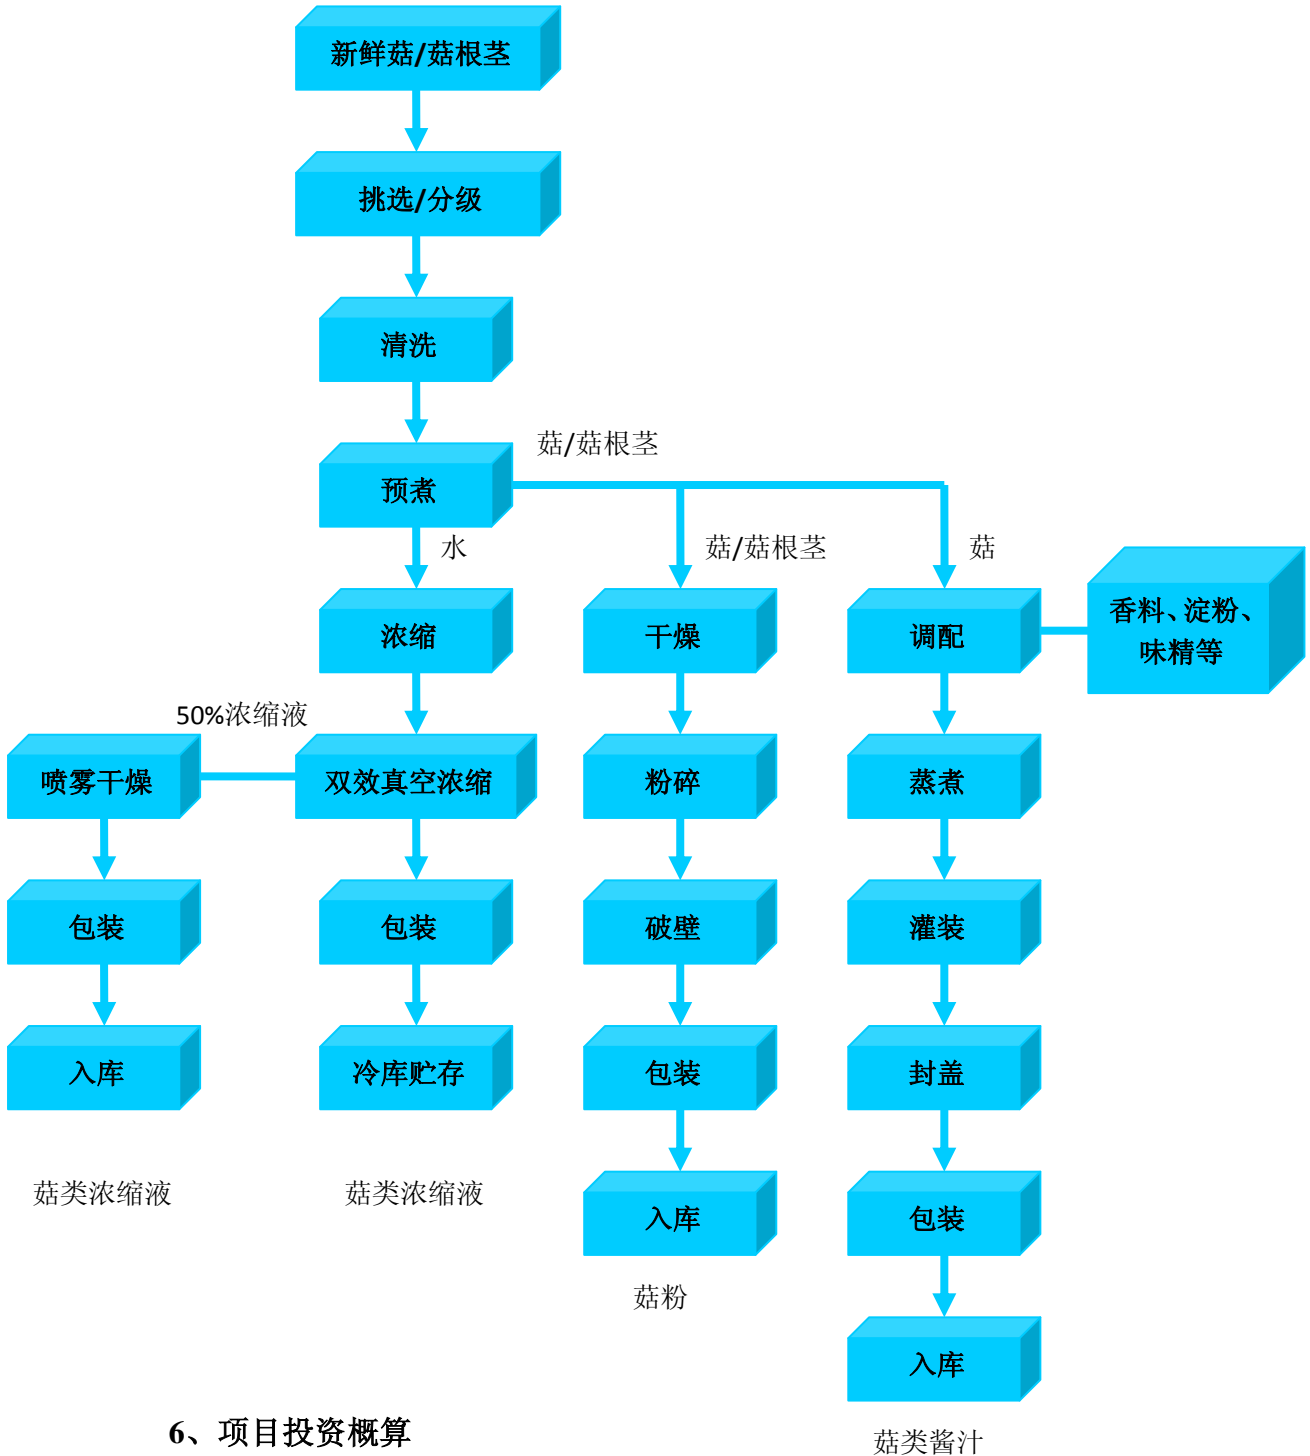 新鲜菇/菇根茎
挑选/分级
清洗
菇/菇根茎
预煮
水
菇/菇根茎
菇
浓缩
干燥
调配
香料、淀粉、
味精等
50%浓缩液
喷雾干燥
双效真空浓缩
粉碎
蒸煮
包装
包装
破壁
灌装
入库
冷库贮存
包装
封盖
菇类浓缩液
菇类浓缩液
入库
包装
菇粉
入库
6、项目投资概算
菇类酱汁